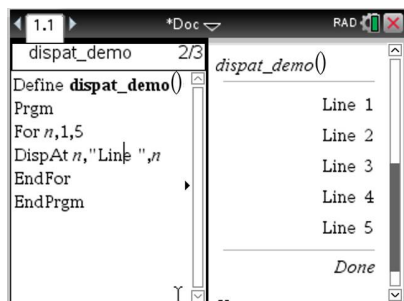 1.1 *Doc RAD
dispat_demo 2/3
Define dispat_demo()
Prgm
For n,1,5
DispAt n,"Line ",n
EndFor
EndPrgm
dispat_demo()
Line 1
Line 2
Line 3
Line 4
Line 5
Done